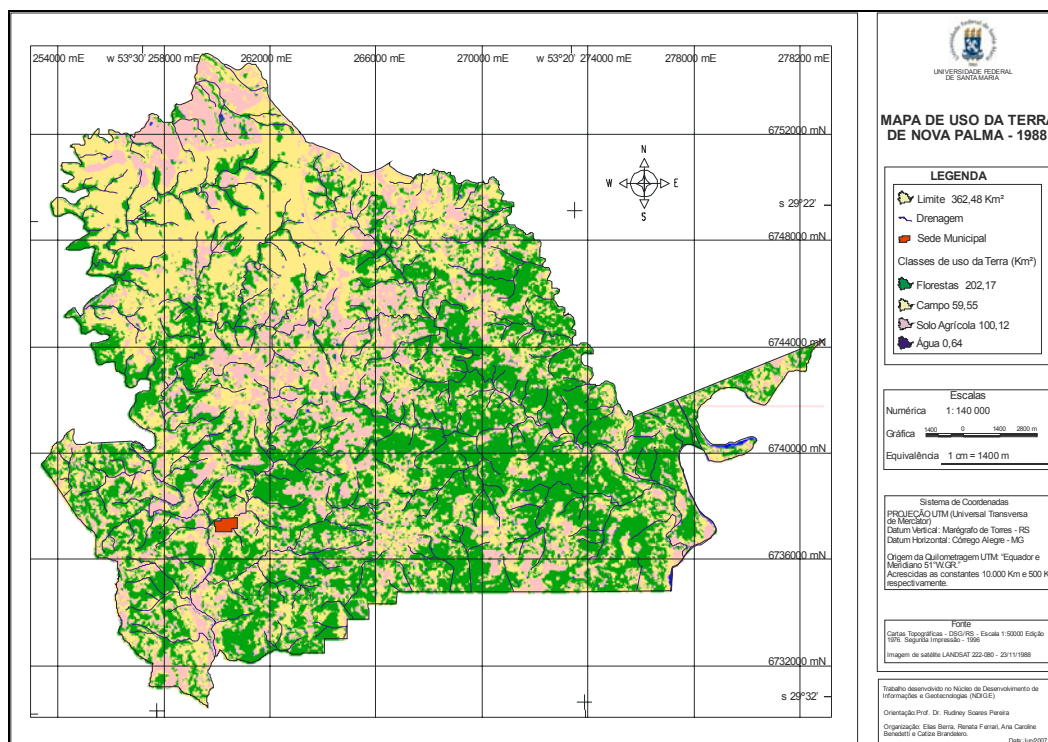 254000 mE
w 53°30'
258000 mE
262000 mE
266000 mE
270000 mE
w 53°20'
274000 mE
278000 mE
278200 mE
6752000 mN
s 29°22'
6748000 mN
6744000 mN
6740000 mN
6736000 mN
6732000 mN
s 29°32'
N
W
E
S
UNIVERSIDADE FEDERAL
DE SANTA MARIA
MAPA DE USO DA TERRA
DE NOVA PALMA - 1988
LEGENDA
Limite 362,48 Km²
Drenagem
Sede Municipal
Classes de uso da Terra (Km²)
Florestas 202,17
Campo 59,55
Solo Agrícola 100,12
Água 0,64
Escalas
Numérica 1: 140 000
Gráfica 1400 0 1400 2800 m
Equivalência 1 cm = 1400 m
Sistema de Coordenadas
PROJEÇÃO UTM (Universal Transversa
de Mercator)
Datum Vertical: Marégrafo de Torres - RS
Datum Horizontal: Córrego Alegre - MG
Origem da Quilometragem UTM: "Equador e
Meridiano 51°W.GR."
Acrescidas as constantes 10.000 Km e 500 K
respectivamente.
Fonte
Cartas Topográficas - DSG/RS - Escala 1:50000 Edição
1976. Segunda Impressão - 1996
Imagem de satélite LANDSAT 222-080 - 23/11/1988
Trabalho desenvolvido no Núcleo de Desenvolvimento de
Informações e Geotecnologias (NDIGE)
Orientação:Prof. Dr. Rudiney Soares Pereira
Organização: Elias Berra, Renata Ferrari, Ana Caroline
Benedetti e Catize Brandelero.
Data: jun/2007